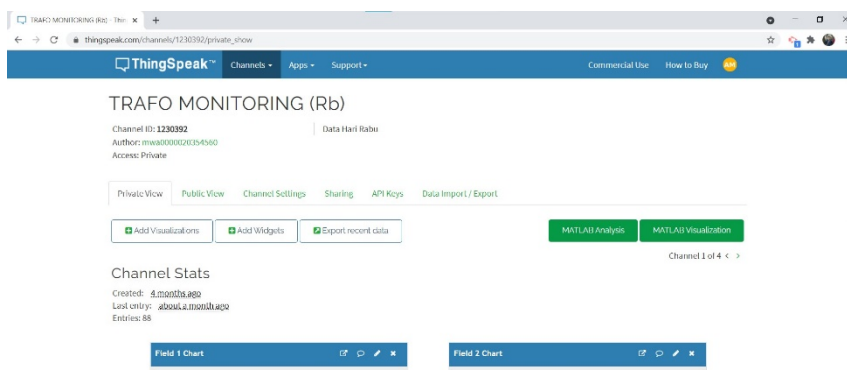 TRAFO MONITORING (Rb) - Thin
thingspeak.com/channels/1230392/private_show
ThingSpeak™ Channels Apps Support Commercial Use How to Buy AM
TRAFO MONITORING (Rb)
Channel ID: 1230392 Data Hari Rabu
Author: mwa0000020354560
Access: Private
Private View Public View Channel Settings Sharing API Keys Data Import / Export
Add Visualizations Add Widgets Export recent data MATLAB Analysis MATLAB Visualization
Channel 1 of 4 < >
Channel Stats
Created: 4 months ago
Last entry: about a month ago
Entries: 88
Field 1 Chart Field 2 Chart